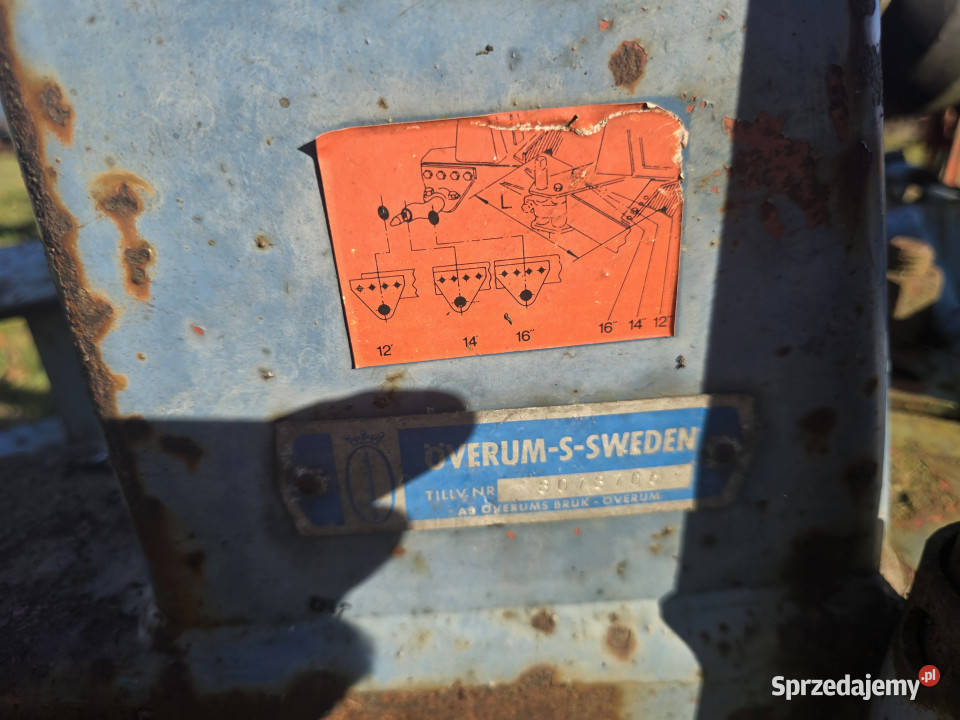 L
12"
14"
16"
16" 14" 12"
ÖVERUM-S-SWEDEN
TILLV. NR
AB ÖVERUMS BRUK - ÖVERUM
Sprzedajemy.pl